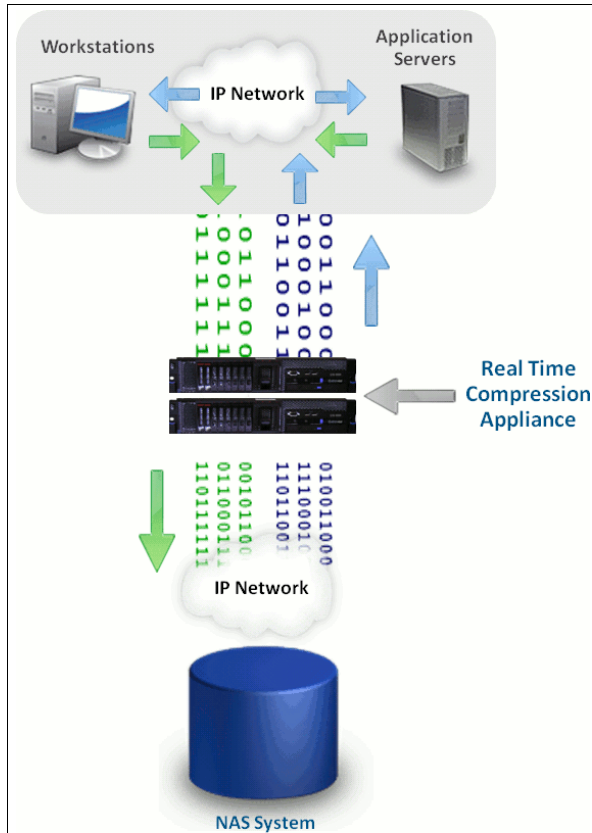 Workstations
Application
Servers
IP Network
Real Time
Compression
Appliance
IP Network
NAS System